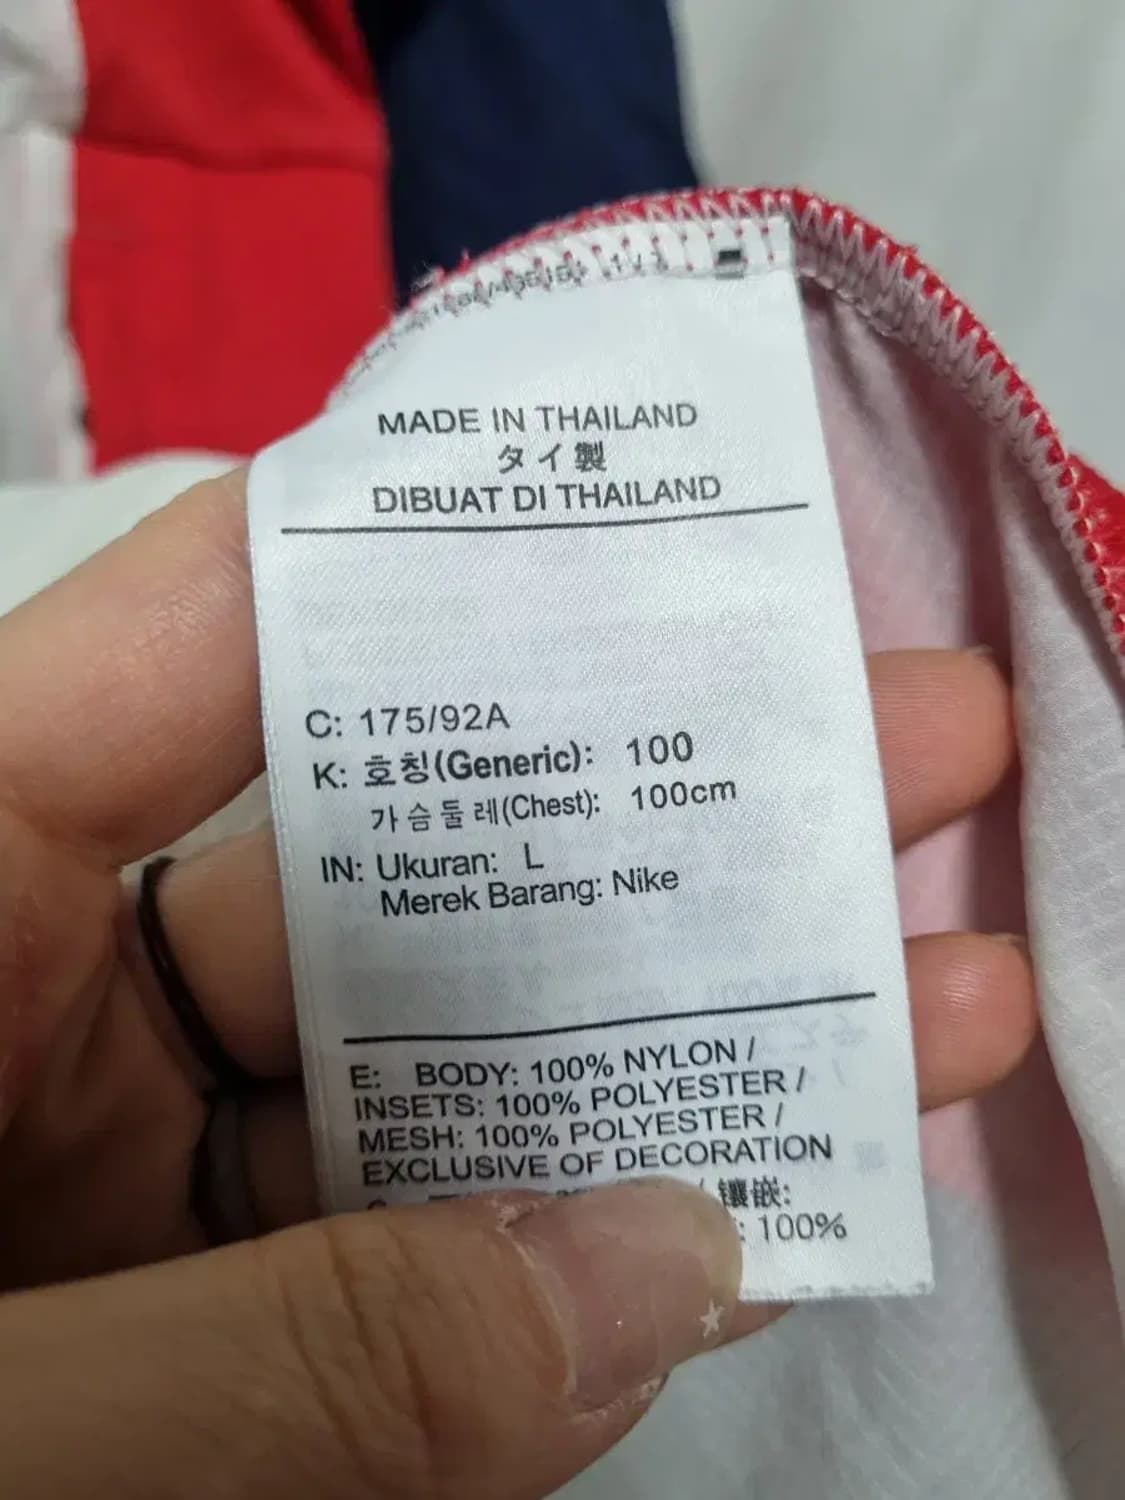 MADE IN THAILAND
タイ製
DIBUAT DI THAILAND
C: 175/92A
K: 호칭(Generic): 100
가슴둘레(Chest): 100cm
IN: Ukuran: L
Merek Barang: Nike
E: BODY: 100% NYLON /
INSETS: 100% POLYESTER /
MESH: 100% POLYESTER /
EXCLUSIVE OF DECORATION
/ 镶嵌:
: 100%